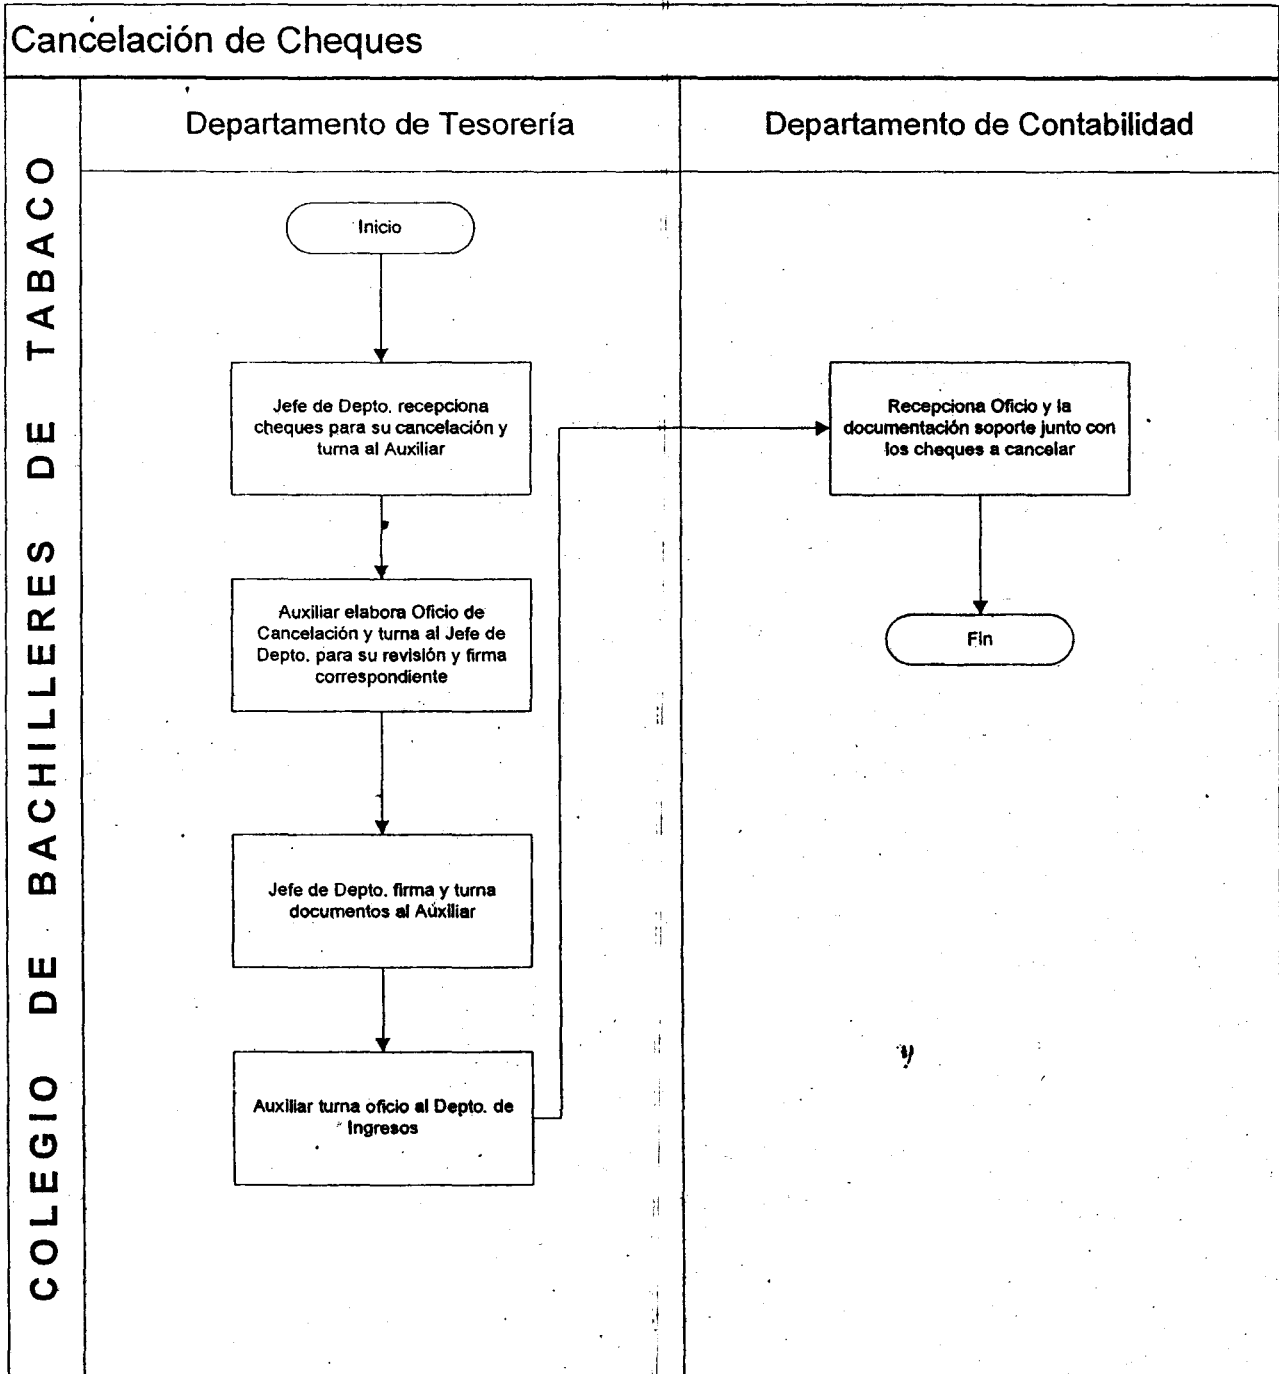 Cancelación de Cheques
COLEGIO DE BACHILLERES DE TABACO
Departamento de Tesorería
Departamento de Contabilidad
Inicio
Jefe de Depto. recepciona
cheques para su cancelación y
turna al Auxiliar
Auxiliar elabora Oficio de
Cancelación y turna al Jefe de
Depto. para su revisión y firma
correspondiente
Jefe de Depto. firma y turna
documentos al Auxiliar
Auxiliar turna oficio al Depto. de
Ingresos
Recepciona Oficio y la
documentación soporte junto con
los cheques a cancelar
Fin